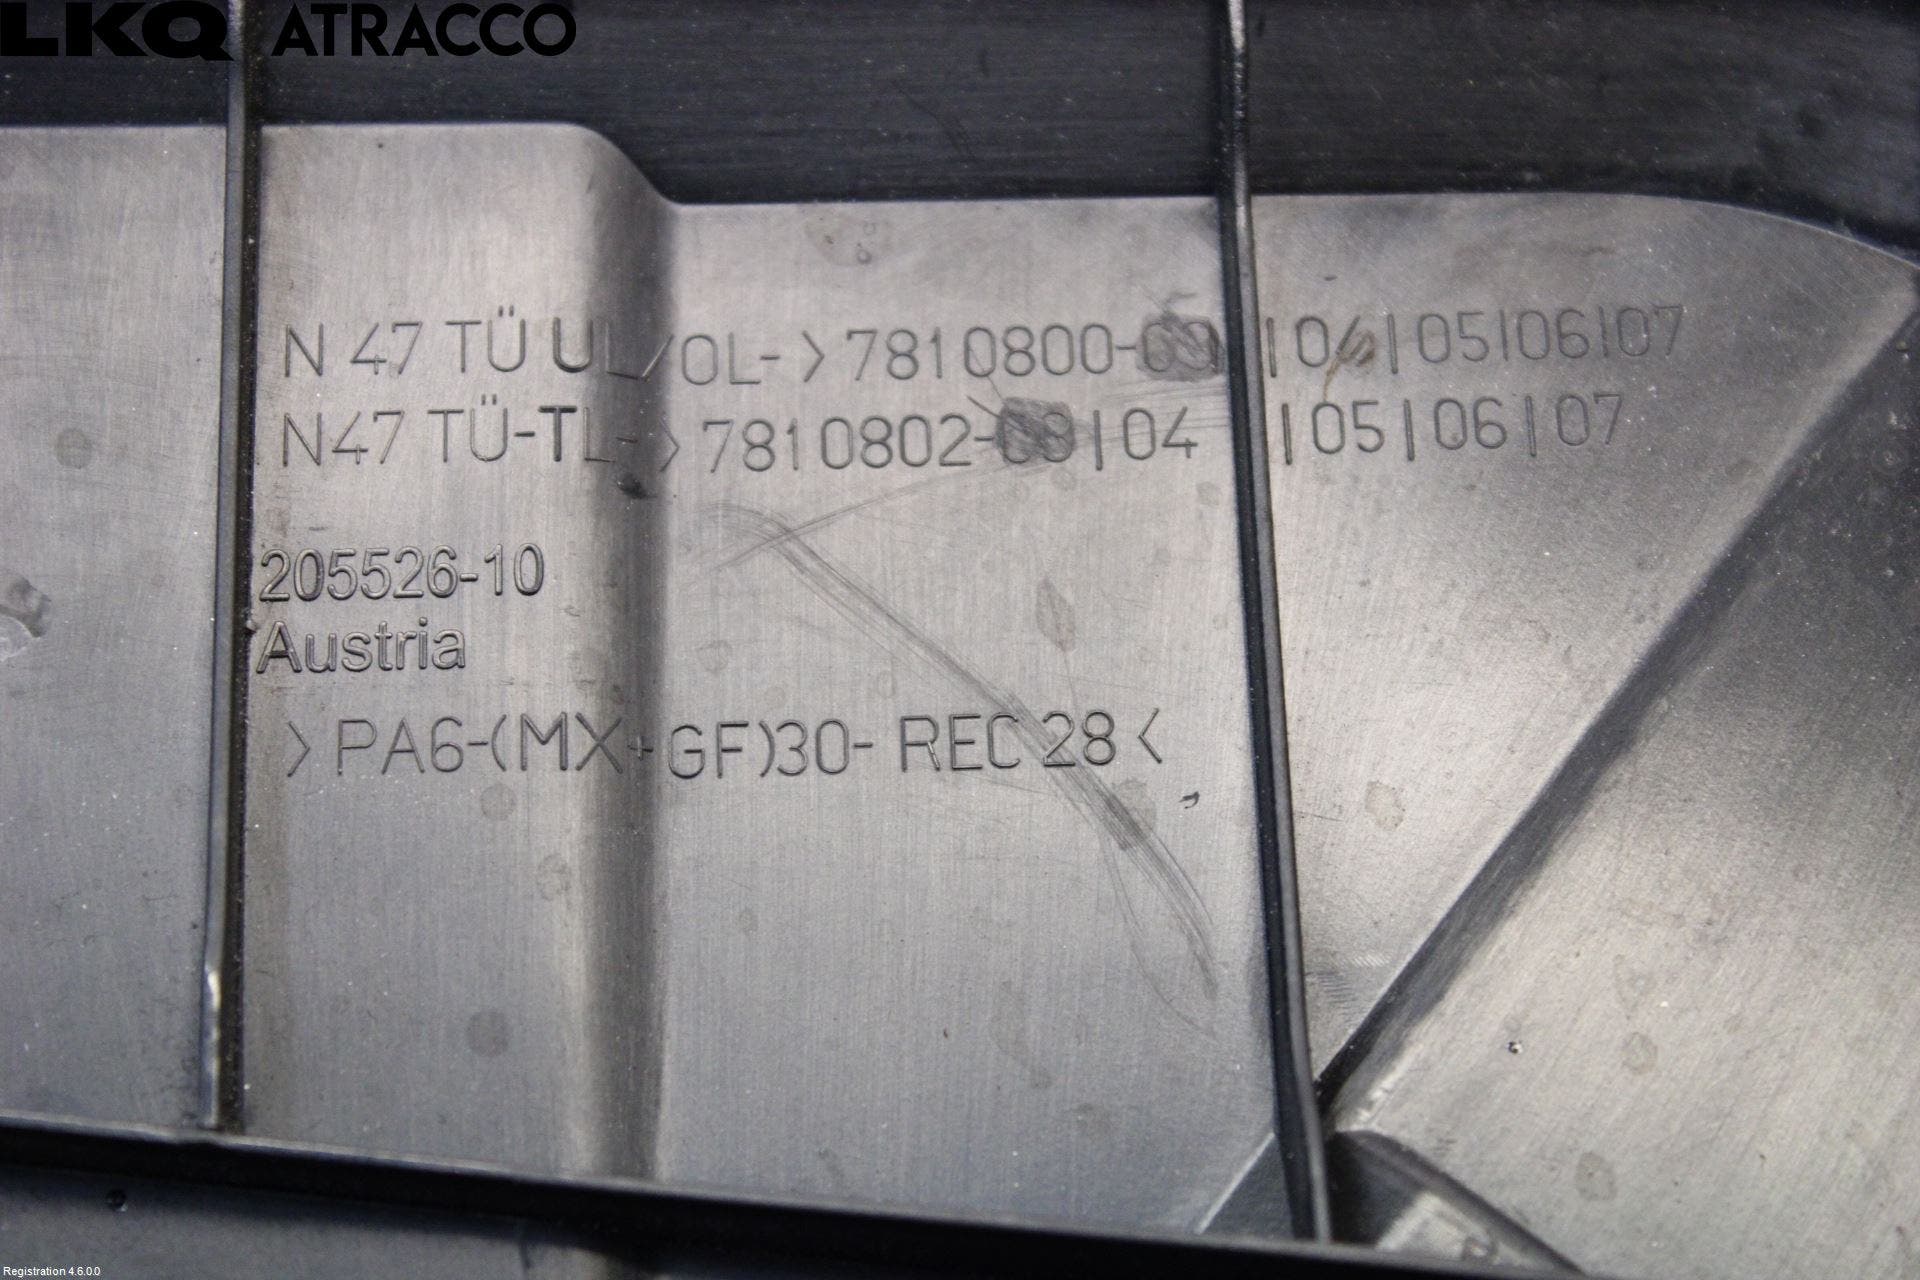 LKQ ATRACCO
N 47 TÜ UL/OL-> 7810800- | 04 | 05|06|07
N47 TÜ-TL-> 7810802- |04 |05|06|07
205526-10
Austria
>PA6-(MX+GF)30- REC 28<
Registration 4.6.0.0